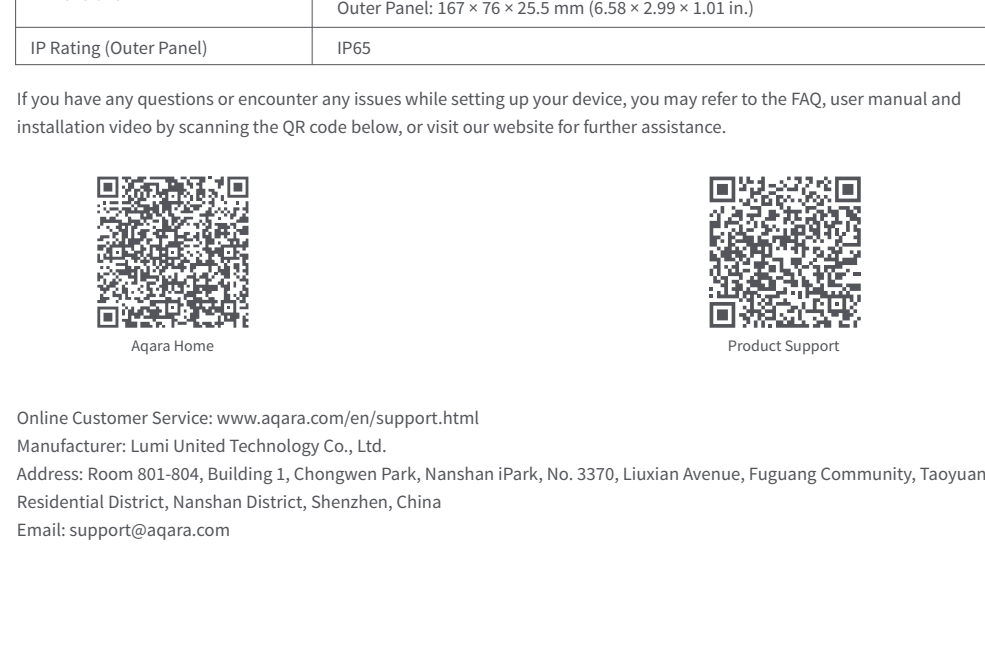 Outer Panel: 167 × 76 × 25.5 mm (6.58 × 2.99 × 1.01 in.)
IP Rating (Outer Panel) IP65
If you have any questions or encounter any issues while setting up your device, you may refer to the FAQ, user manual and
installation video by scanning the QR code below, or visit our website for further assistance.
Aqara Home
Product Support
Online Customer Service: www.aqara.com/en/support.html
Manufacturer: Lumi United Technology Co., Ltd.
Address: Room 801-804, Building 1, Chongwen Park, Nanshan iPark, No. 3370, Liuxian Avenue, Fuguang Community, Taoyuan
Residential District, Nanshan District, Shenzhen, China
Email: support@aqara.com